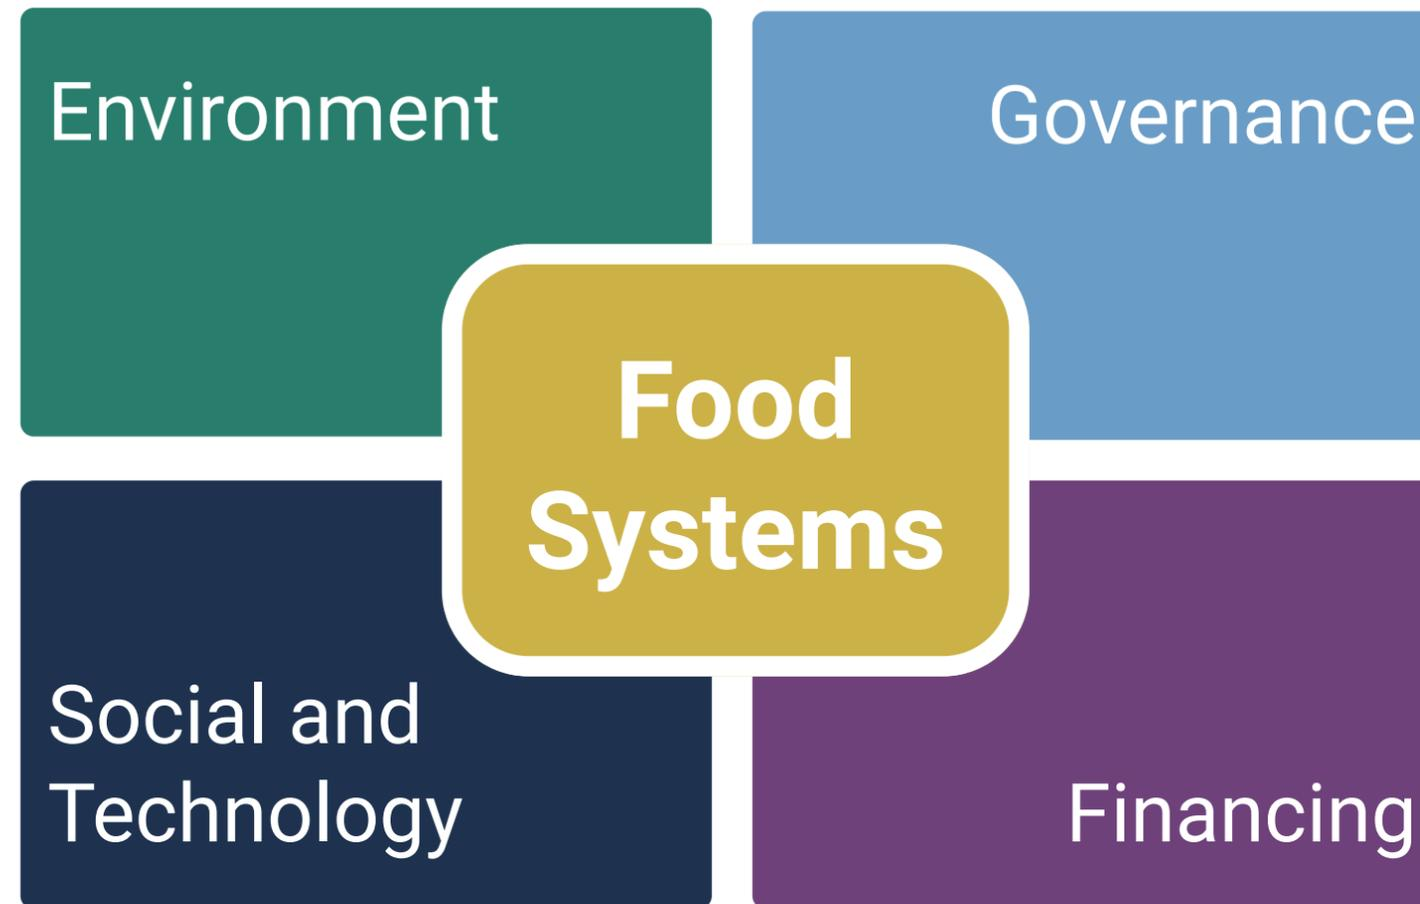 Environment
Governance
Food
Systems
Social and
Technology
Financing